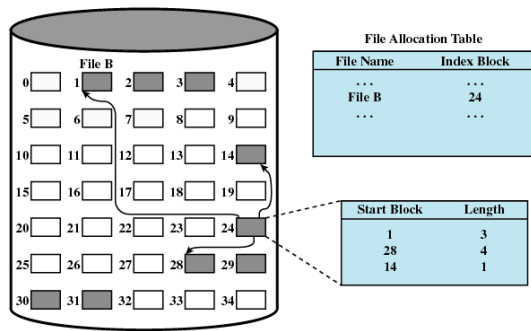 File B
0 1 2 3 4
5 6 7 8 9
10 11 12 13 14
15 16 17 18 19
20 21 22 23 24
25 26 27 28 29
30 31 32 33 34
File Allocation Table
File Name Index Block
. . . . . .
File B 24
. . . . . .
Start Block Length
1 3
28 4
14 1